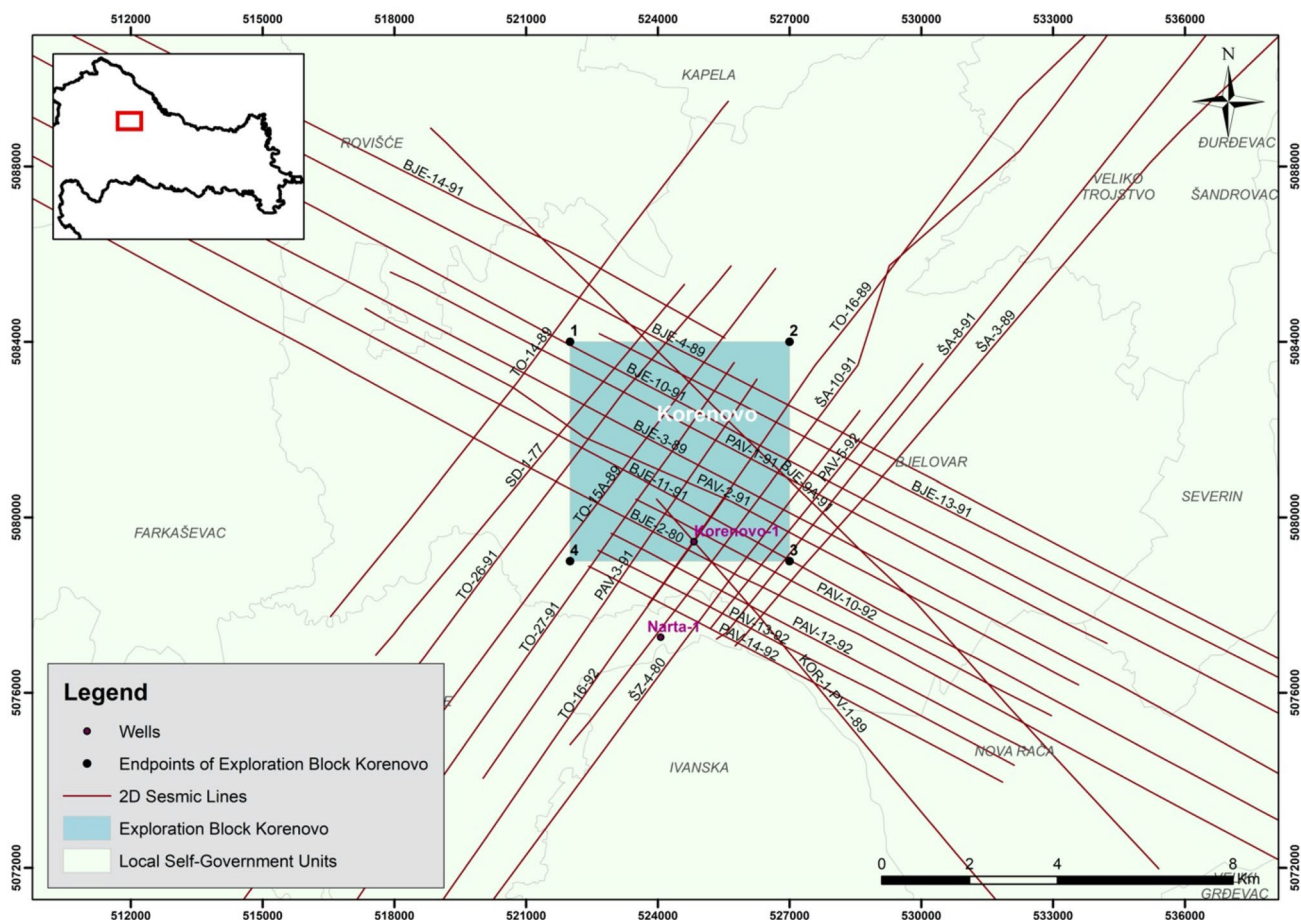 512000 515000 518000 521000 524000 527000 530000 533000 536000
N
KAPELA
ROVIŠĆE
ĐURĐEVAC
5088000
5088000
BJE-14-91
VELIKO
TROJSTVO
ŠANDROVAC
TO-16-89
5084000
1
2
5084000
TO-14-89
BJE-4-89
ŠA-8-91
ŠA-3-89
BJE-10-91
ŠA-10-91
Korenovo
BJE-3-89
PAV-1-91
BJE-9A-91
PAV-6-92
BJELOVAR
SD-1-77
TO-15A-89
BJE-11-91
PAV-2-91
BJE-13-91
SEVERIN
5080000
5080000
FARKAŠEVAC
BJE-2-80
Korenovo-1
4
3
TO-26-91
PAV-3-91
PAV-10-92
TO-27-91
Narta-1
PAV-13-92
PAV-12-92
PAV-14-92
5076000
5076000
TO-16-92
ŠZ-4-80
KOR-1-PV-1-89
NOVA RAČA
IVANSKA
Legend
Wells
Endpoints of Exploration Block Korenovo
2D Sesmic Lines
Exploration Block Korenovo
Local Self-Government Units
5072000
5072000
0 2 4 8
Km
GRĐEVAC
512000 515000 518000 521000 524000 527000 530000 533000 536000